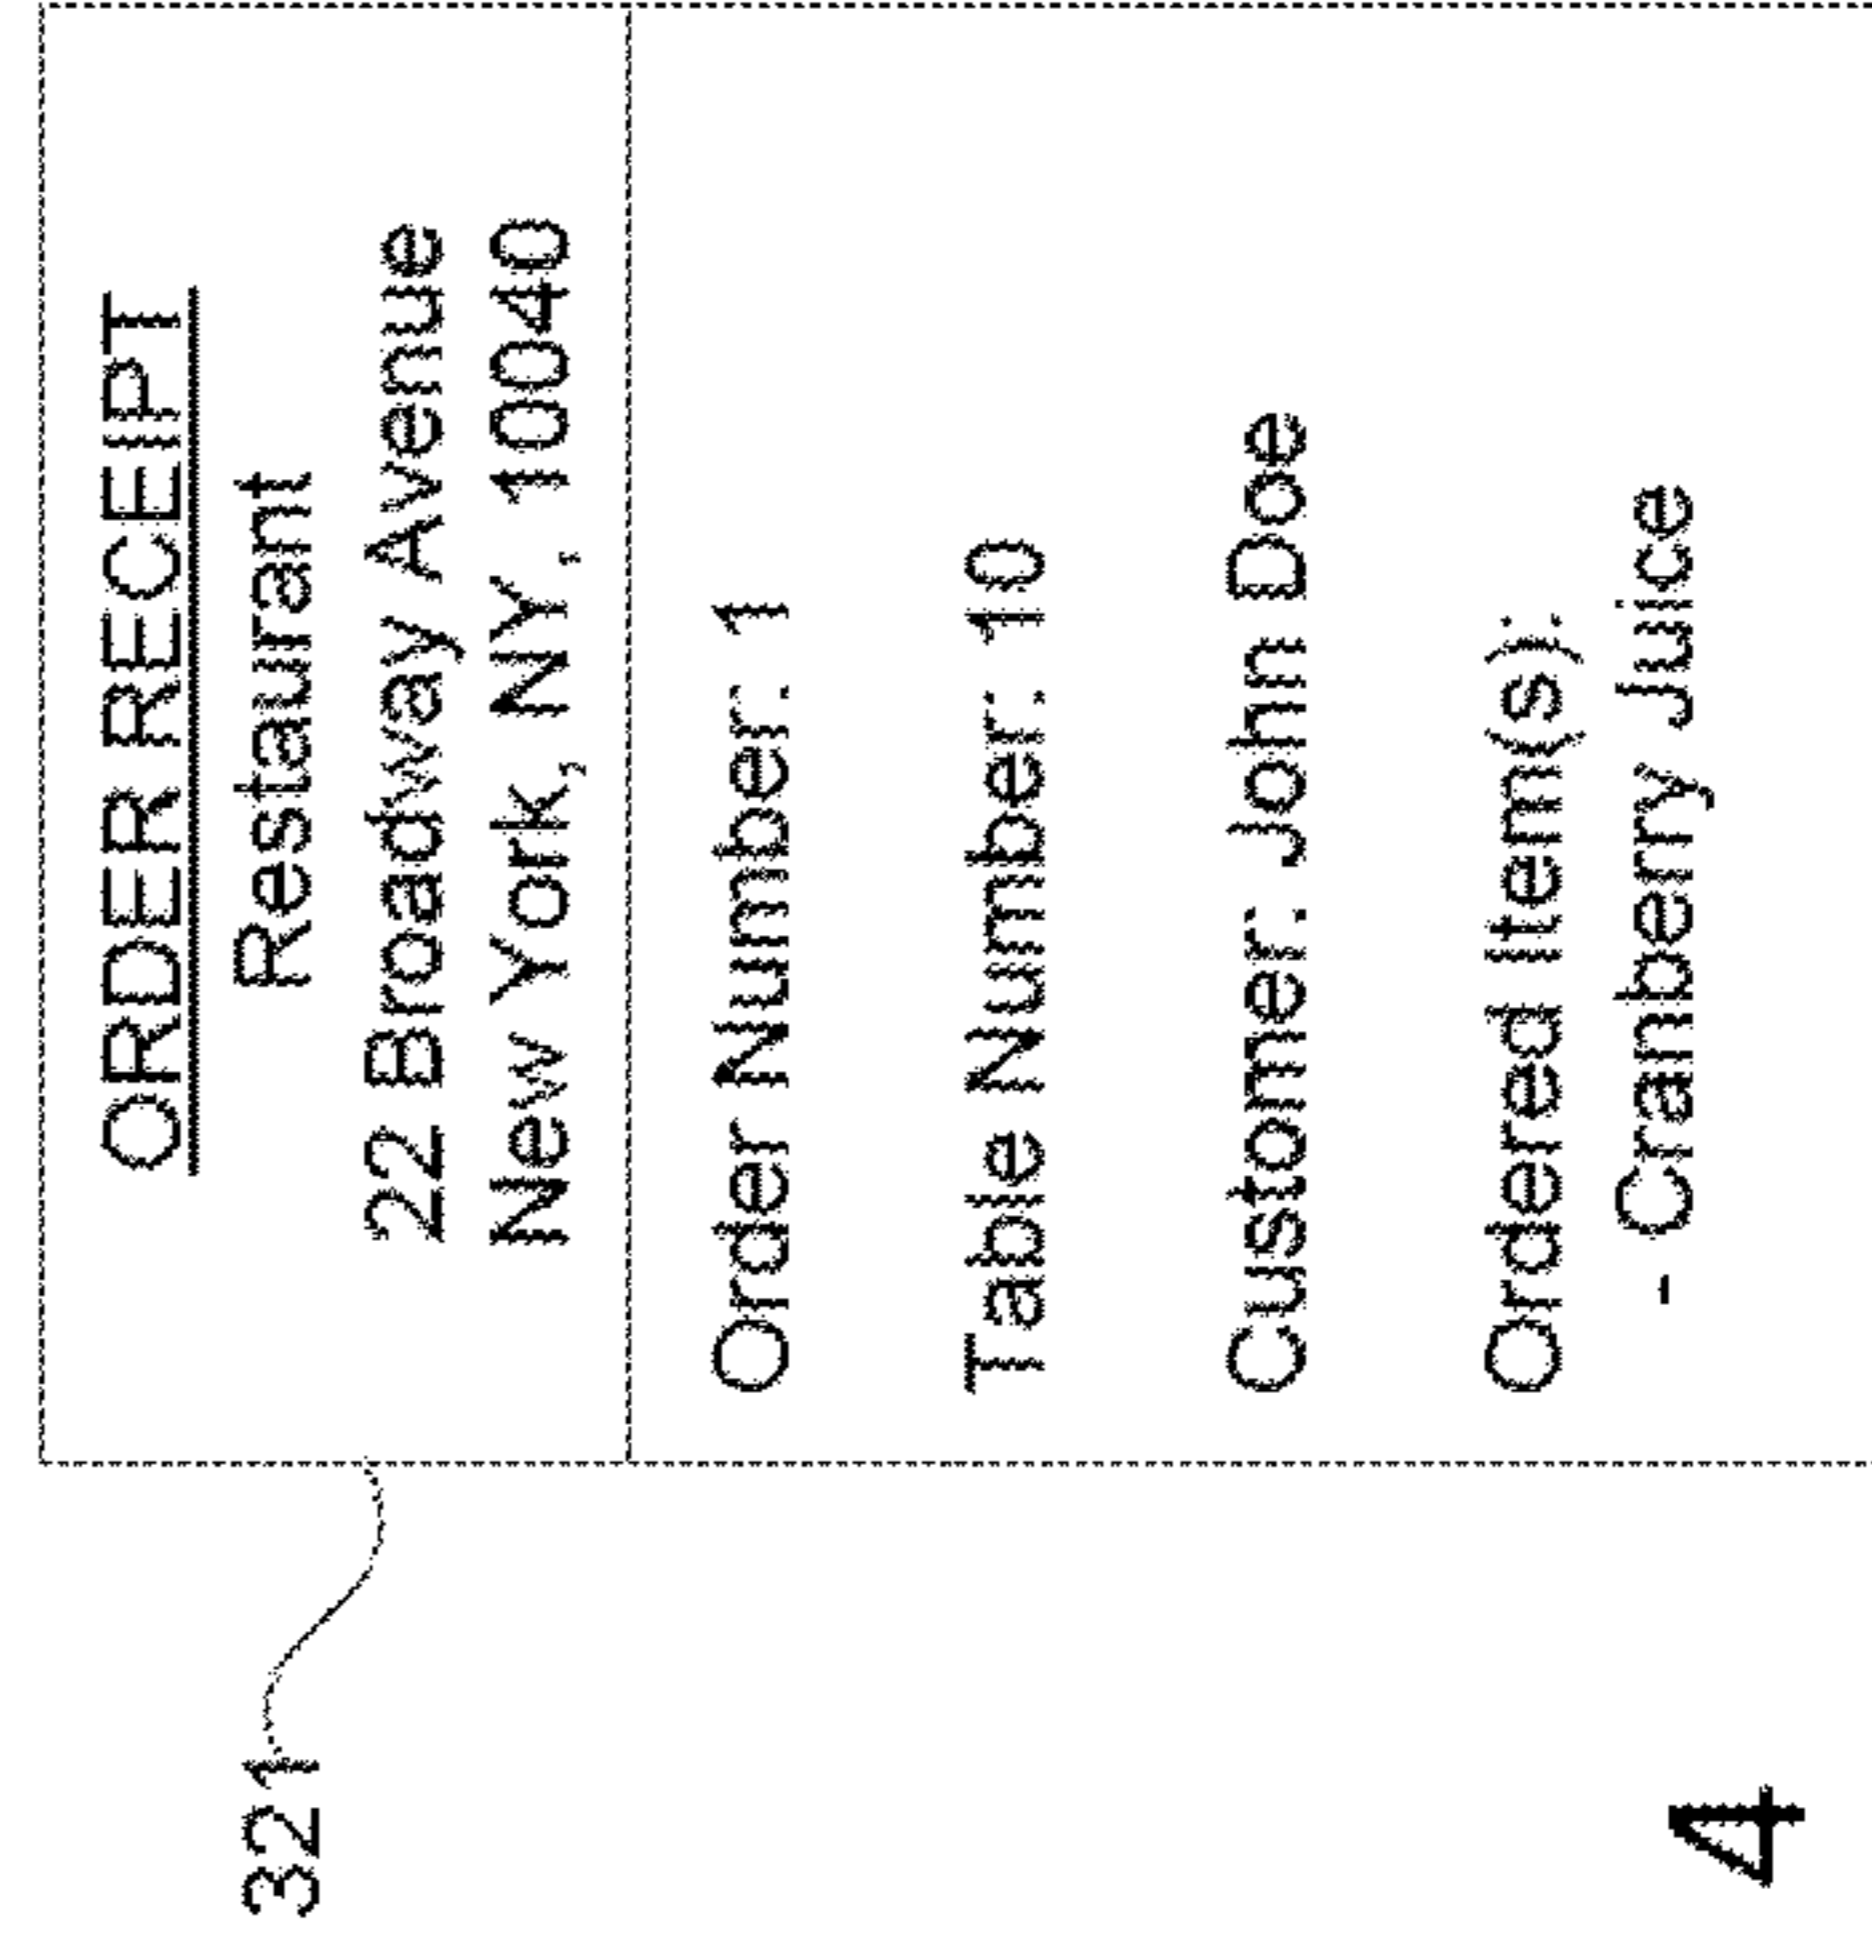 ORDER RECEIPT
Restaurant
22 Broadway Avenue
New York, NY, 10040
Order Number: 1
Table Number: 10
Customer: John Doe
Ordered Item(s):
- Cranberry Juice
321
4